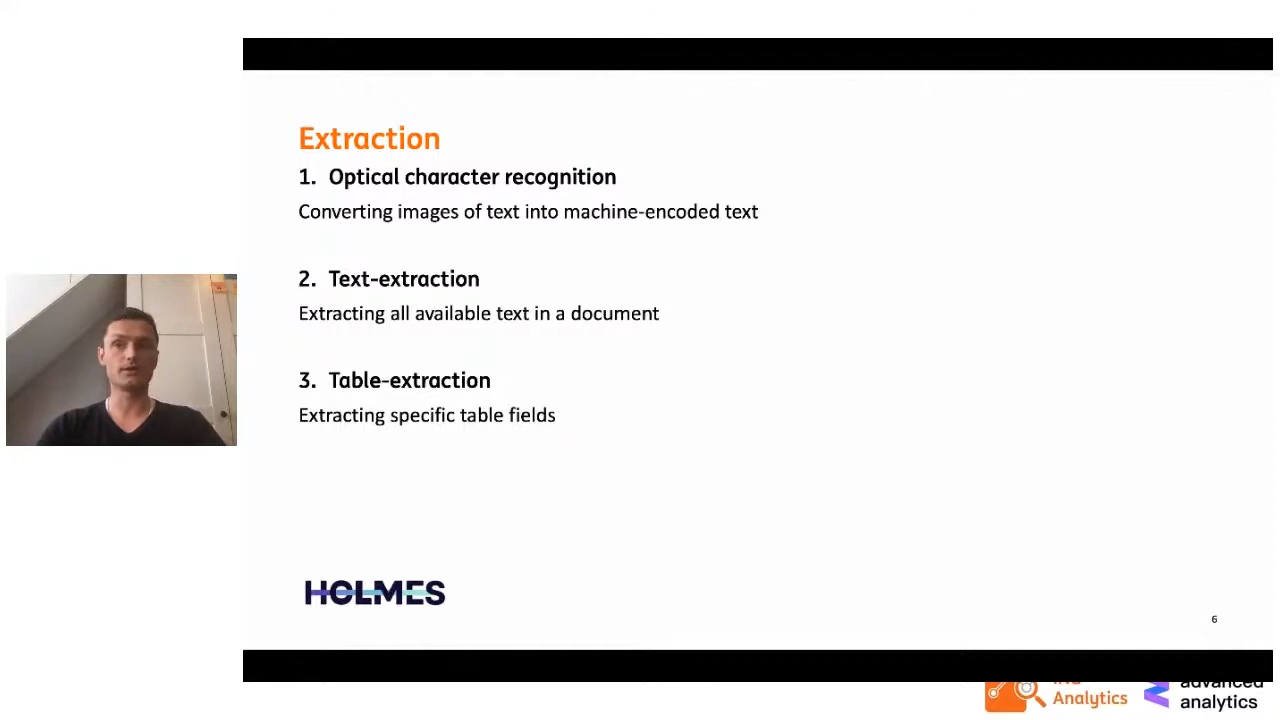 Extraction
1. Optical character recognition
Converting images of text into machine-encoded text
2. Text-extraction
Extracting all available text in a document
3. Table-extraction
Extracting specific table fields
HOLMES
6
ING
Analytics
advanced
analytics